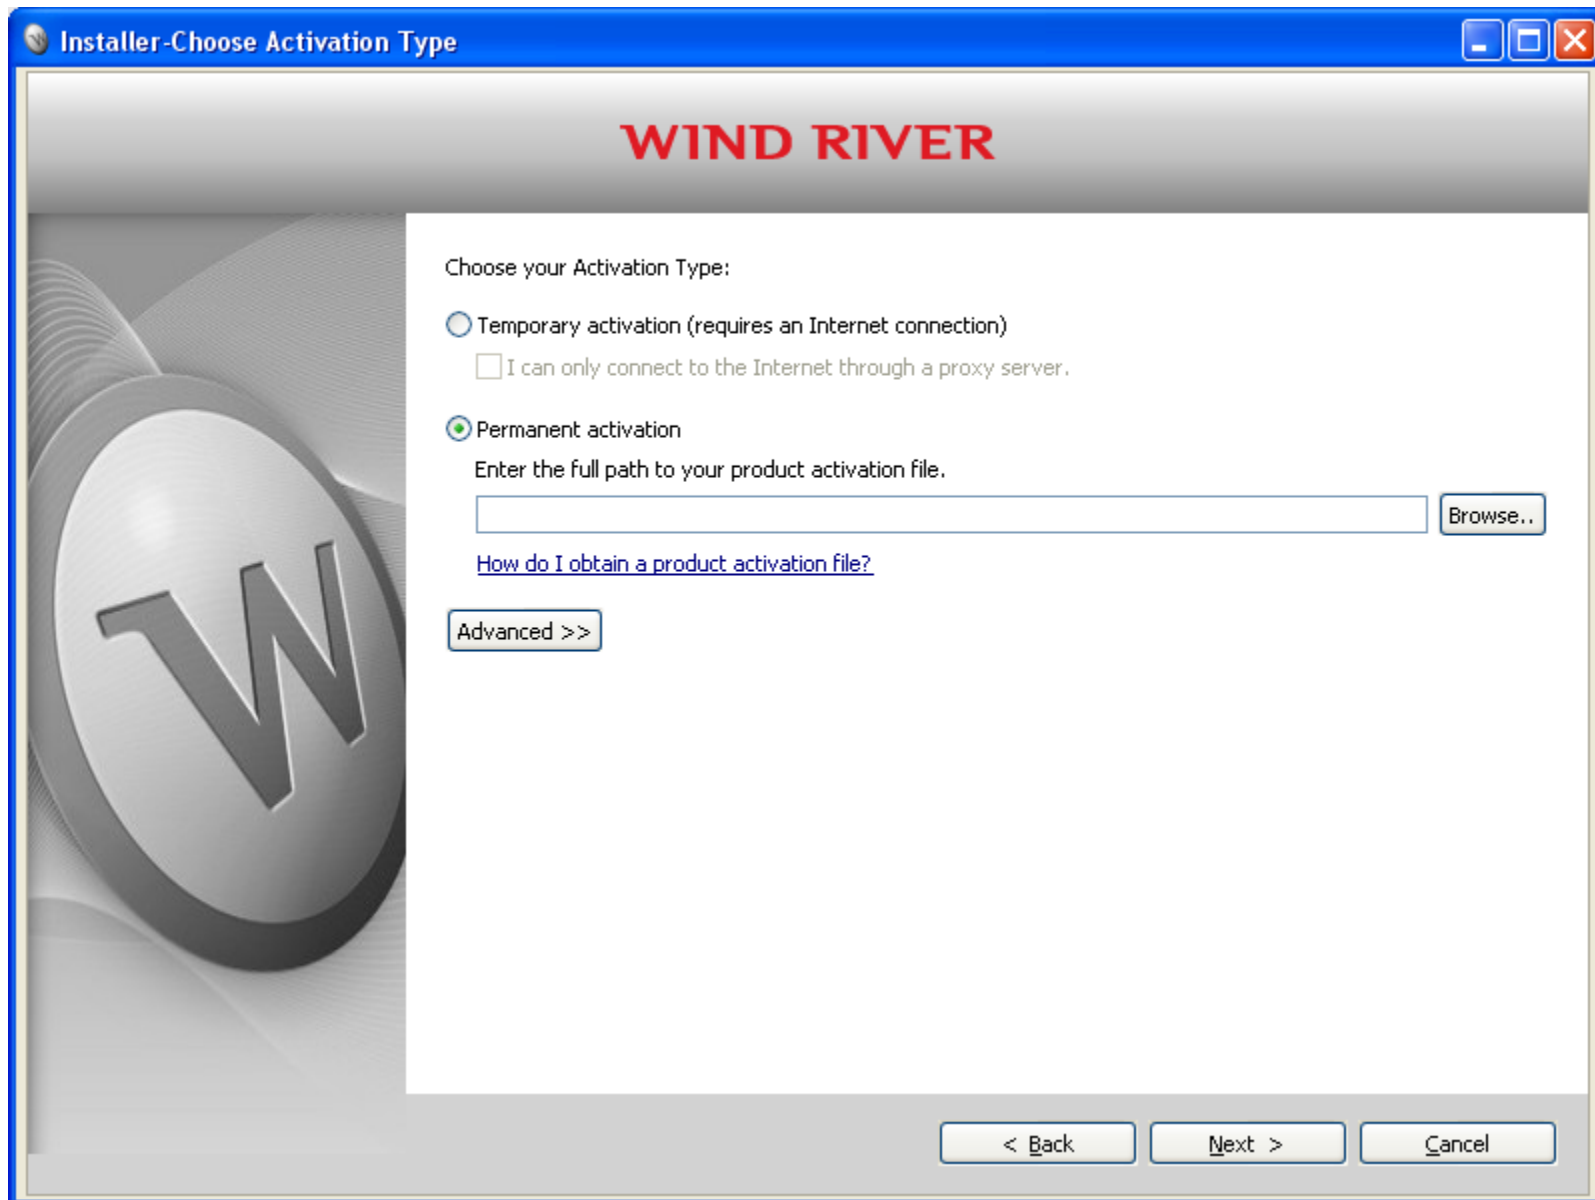 Installer-Choose Activation Type
WIND RIVER
Choose your Activation Type:
Temporary activation (requires an Internet connection)
I can only connect to the Internet through a proxy server.
Permanent activation
Enter the full path to your product activation file.
Browse..
How do I obtain a product activation file?
Advanced >>
W
< Back Next > Cancel